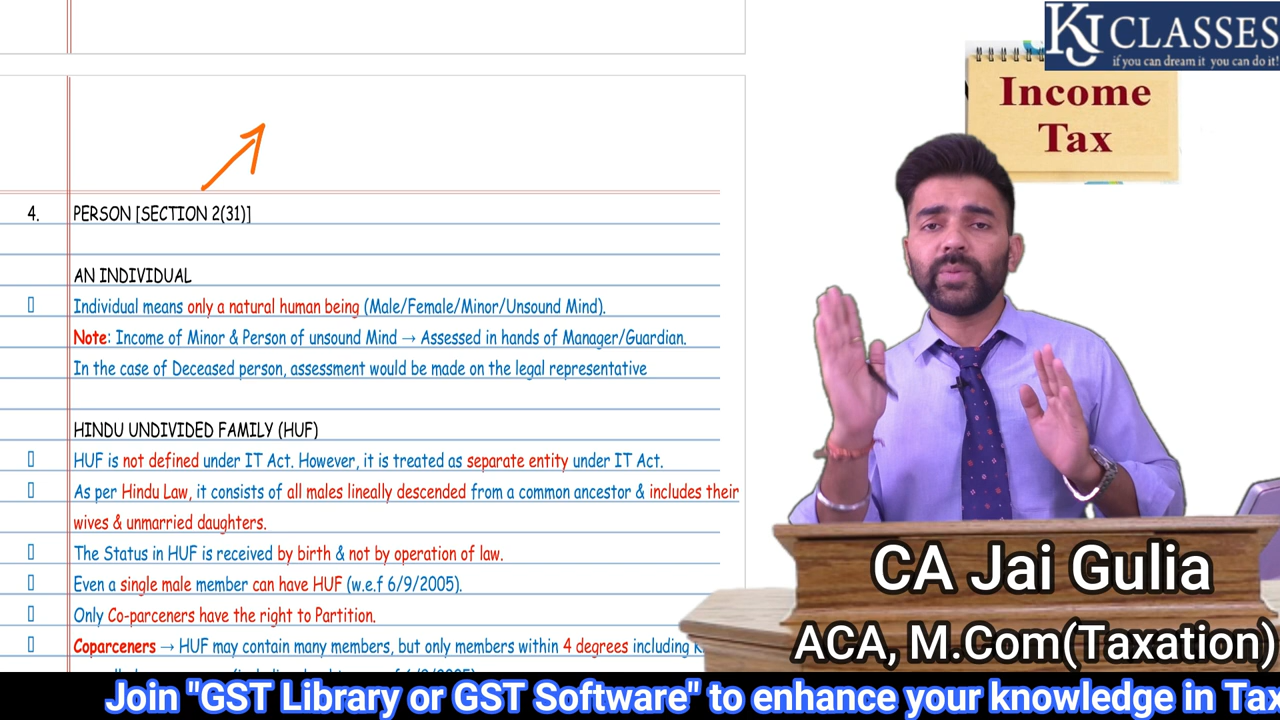 KJ CLASSES
if you can dream it you can do it!
Income
Tax
4. PERSON [SECTION 2(31)]
AN INDIVIDUAL
Individual means only a natural human being (Male/Female/Minor/Unsound Mind).
Note: Income of Minor & Person of unsound Mind → Assessed in hands of Manager/Guardian.
In the case of Deceased person, assessment would be made on the legal representative
HINDU UNDIVIDED FAMILY (HUF)
HUF is not defined under IT Act. However, it is treated as separate entity under IT Act.
As per Hindu Law, it consists of all males lineally descended from a common ancestor & includes their
wives & unmarried daughters.
The Status in HUF is received by birth & not by operation of law.
Even a single male member can have HUF (w.e.f 6/9/2005).
Only Co-parceners have the right to Partition.
Coparceners → HUF may contain many members, but only members within 4 degrees including
CA Jai Gulia
ACA, M.Com(Taxation)
Join "GST Library or GST Software" to enhance your knowledge in Tax